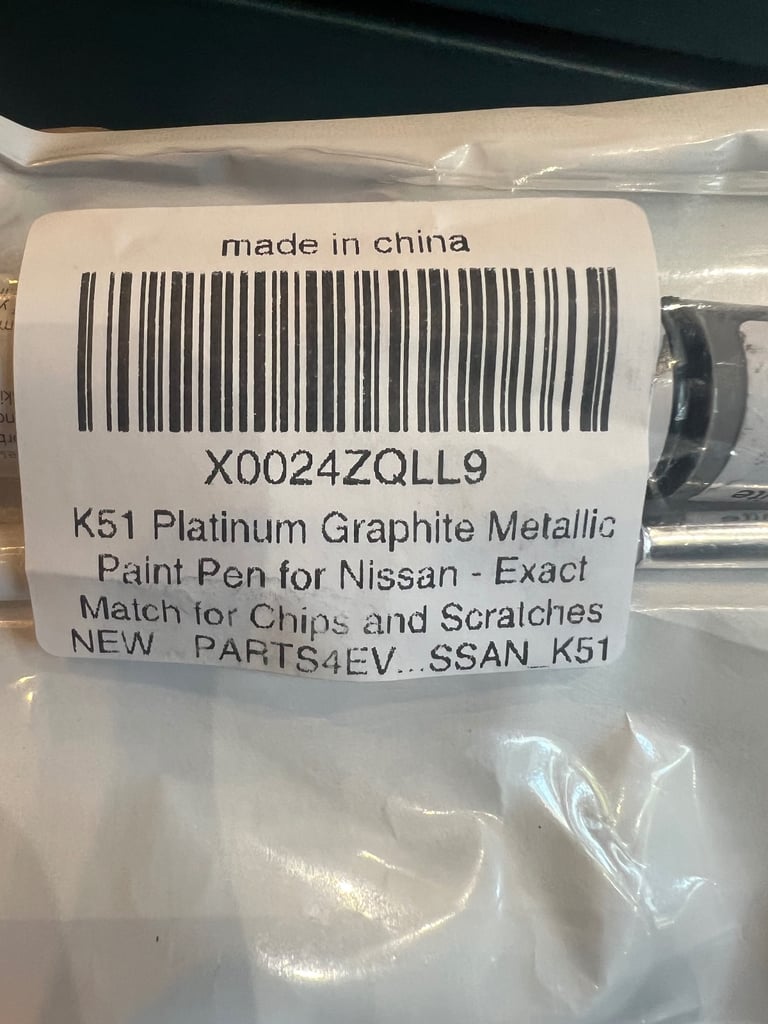 made in china
X0024ZQLL9
K51 Platinum Graphite Metallic
Paint Pen for Nissan - Exact
Match for Chips and Scratches
NEW PARTS4EV...SSAN_K51